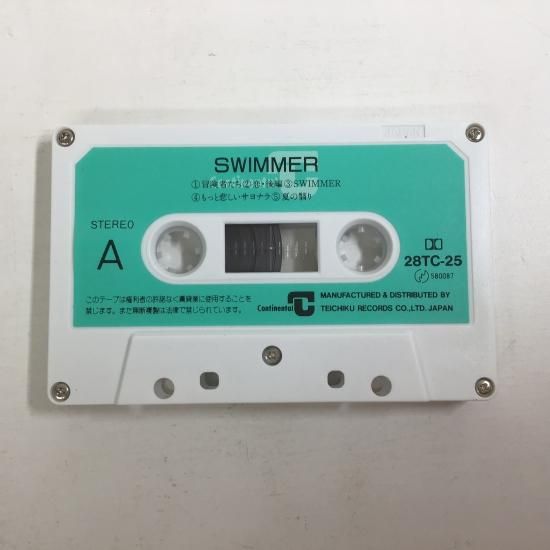 SWIMMER
①冒険者たち②恋・後編③SWIMMER
④もっと悲しいサヨナラ⑤夏の翳り
STEREO
A
28TC-25
580087
このテープは権利者の許諾なく賃貸業に使用することを
禁じます。また無断複製は法律で禁じられています。
Continental
MANUFACTURED & DISTRIBUTED BY
TEICHIKU RECORDS CO., LTD. JAPAN